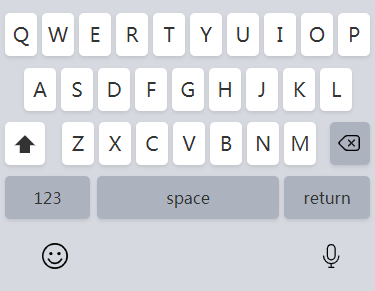 Q W E R T Y U I O P
A S D F G H J K L
Z X C V B N M
123 space return